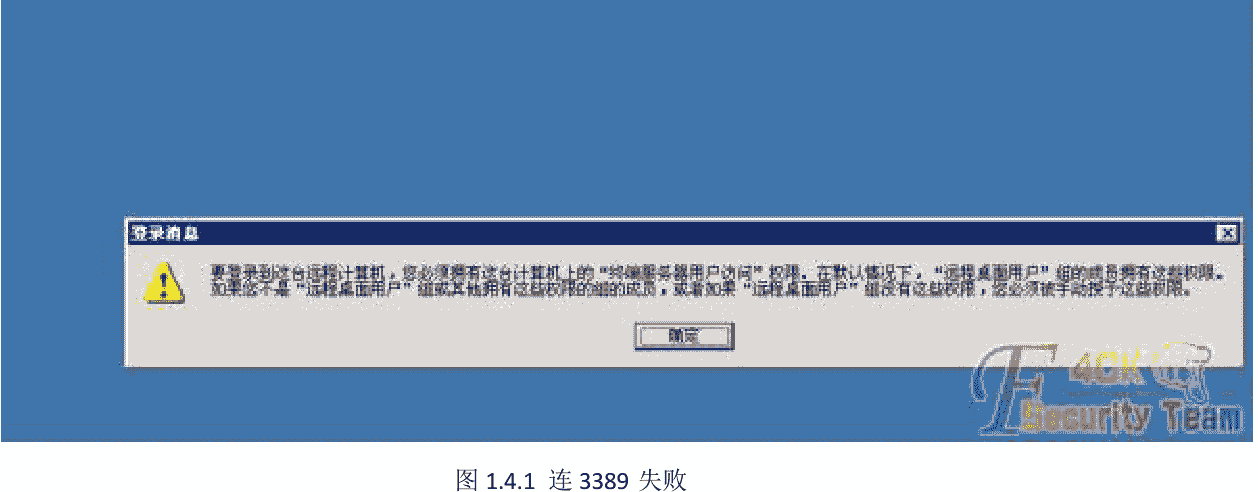 登录消息
要登录到这台远程计算机，您必须拥有这台计算机上的“终端服务器用户访问”权限。在默认情况下，“远程桌面用户”组的成员拥有这些权限。
如果您不是“远程桌面用户”组或其他拥有这些权限的组的成员，或者如果“远程桌面用户”组没有这些权限，您必须被手动授予这些权限。
确定
Security Team
图 1.4.1 连 3389 失败